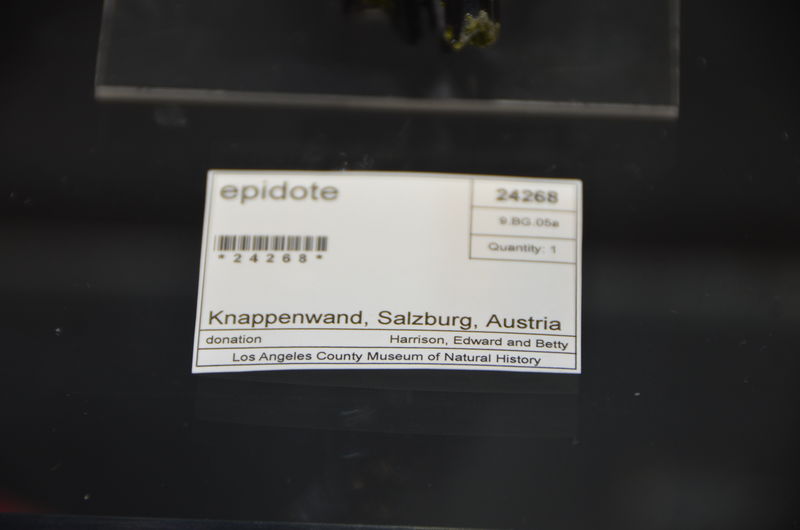 epidote
24268
9.BG.05a
Quantity: 1
*24268*
Knappenwand, Salzburg, Austria
donation Harrison, Edward and Betty
Los Angeles County Museum of Natural History